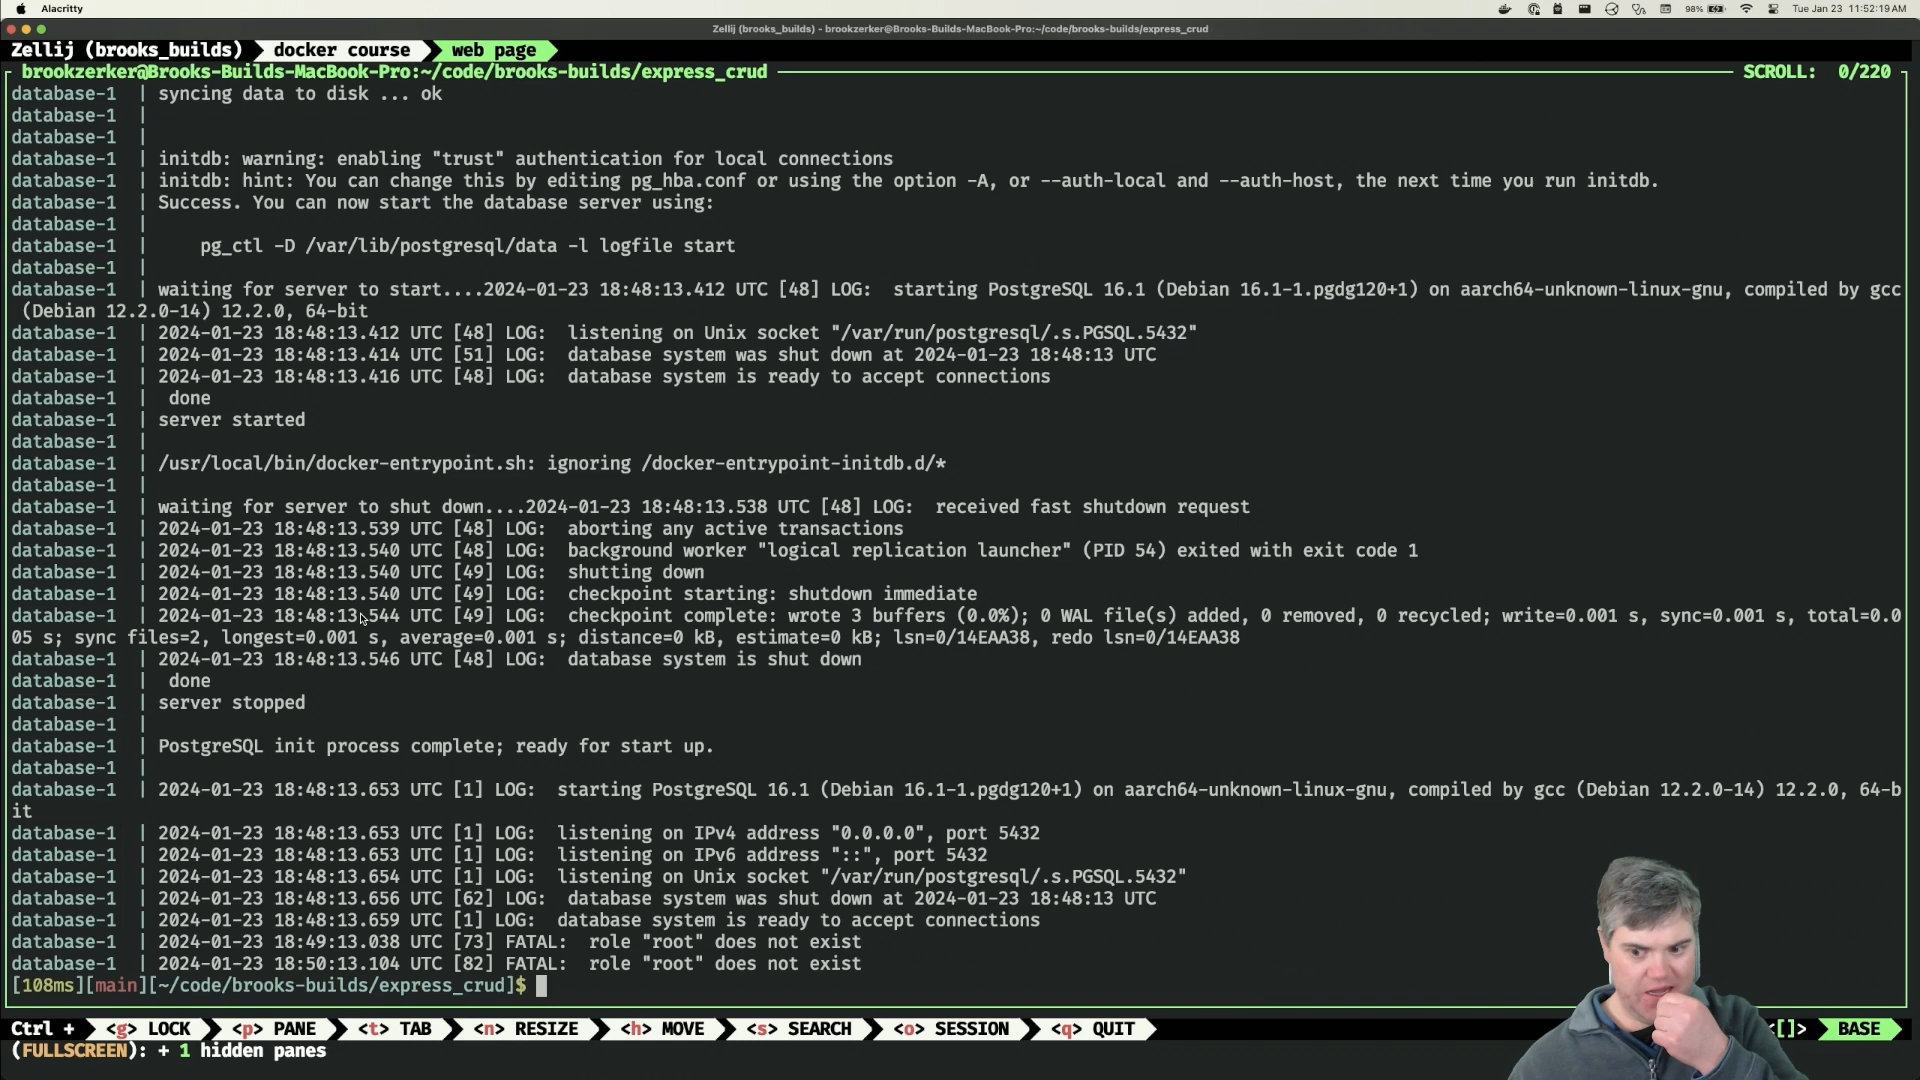 Alacritty
98%
Tue Jan 23 11:52:19 AM
Zellij (brooks_builds) - brookzerker@Brooks-Builds-MacBook-Pro:~/code/brooks-builds/express_crud
Zellij (brooks_builds) docker course web page
brookzerker@Brooks-Builds-MacBook-Pro:~/code/brooks-builds/express_crud SCROLL: 0/220
database-1 | syncing data to disk ... ok
database-1 |
database-1 |
database-1 | initdb: warning: enabling "trust" authentication for local connections
database-1 | initdb: hint: You can change this by editing pg_hba.conf or using the option -A, or --auth-local and --auth-host, the next time you run initdb.
database-1 | Success. You can now start the database server using:
database-1 |
database-1 |     pg_ctl -D /var/lib/postgresql/data -l logfile start
database-1 |
database-1 | waiting for server to start....2024-01-23 18:48:13.412 UTC [48] LOG:  starting PostgreSQL 16.1 (Debian 16.1-1.pgdg120+1) on aarch64-unknown-linux-gnu, compiled by gcc
(Debian 12.2.0-14) 12.2.0, 64-bit
database-1 | 2024-01-23 18:48:13.412 UTC [48] LOG:  listening on Unix socket "/var/run/postgresql/.s.PGSQL.5432"
database-1 | 2024-01-23 18:48:13.414 UTC [51] LOG:  database system was shut down at 2024-01-23 18:48:13 UTC
database-1 | 2024-01-23 18:48:13.416 UTC [48] LOG:  database system is ready to accept connections
database-1 |  done
database-1 | server started
database-1 |
database-1 | /usr/local/bin/docker-entrypoint.sh: ignoring /docker-entrypoint-initdb.d/*
database-1 |
database-1 | waiting for server to shut down....2024-01-23 18:48:13.538 UTC [48] LOG:  received fast shutdown request
database-1 | 2024-01-23 18:48:13.539 UTC [48] LOG:  aborting any active transactions
database-1 | 2024-01-23 18:48:13.540 UTC [48] LOG:  background worker "logical replication launcher" (PID 54) exited with exit code 1
database-1 | 2024-01-23 18:48:13.540 UTC [49] LOG:  shutting down
database-1 | 2024-01-23 18:48:13.540 UTC [49] LOG:  checkpoint starting: shutdown immediate
database-1 | 2024-01-23 18:48:13.544 UTC [49] LOG:  checkpoint complete: wrote 3 buffers (0.0%); 0 WAL file(s) added, 0 removed, 0 recycled; write=0.001 s, sync=0.001 s, total=0.0
05 s; sync files=2, longest=0.001 s, average=0.001 s; distance=0 kB, estimate=0 kB; lsn=0/14EAA38, redo lsn=0/14EAA38
database-1 | 2024-01-23 18:48:13.546 UTC [48] LOG:  database system is shut down
database-1 |  done
database-1 | server stopped
database-1 |
database-1 | PostgreSQL init process complete; ready for start up.
database-1 |
database-1 | 2024-01-23 18:48:13.653 UTC [1] LOG:  starting PostgreSQL 16.1 (Debian 16.1-1.pgdg120+1) on aarch64-unknown-linux-gnu, compiled by gcc (Debian 12.2.0-14) 12.2.0, 64-b
it
database-1 | 2024-01-23 18:48:13.653 UTC [1] LOG:  listening on IPv4 address "0.0.0.0", port 5432
database-1 | 2024-01-23 18:48:13.653 UTC [1] LOG:  listening on IPv6 address "::", port 5432
database-1 | 2024-01-23 18:48:13.654 UTC [1] LOG:  listening on Unix socket "/var/run/postgresql/.s.PGSQL.5432"
database-1 | 2024-01-23 18:48:13.656 UTC [62] LOG:  database system was shut down at 2024-01-23 18:48:13 UTC
database-1 | 2024-01-23 18:48:13.659 UTC [1] LOG:  database system is ready to accept connections
database-1 | 2024-01-23 18:49:13.038 UTC [73] FATAL:  role "root" does not exist
database-1 | 2024-01-23 18:50:13.104 UTC [82] FATAL:  role "root" does not exist
[108ms][main][~/code/brooks-builds/express_crud]$
Ctrl + <g> LOCK <p> PANE <t> TAB <n> RESIZE <h> MOVE <s> SEARCH <o> SESSION <q> QUIT <[]> BASE
(FULLSCREEN): + 1 hidden panes